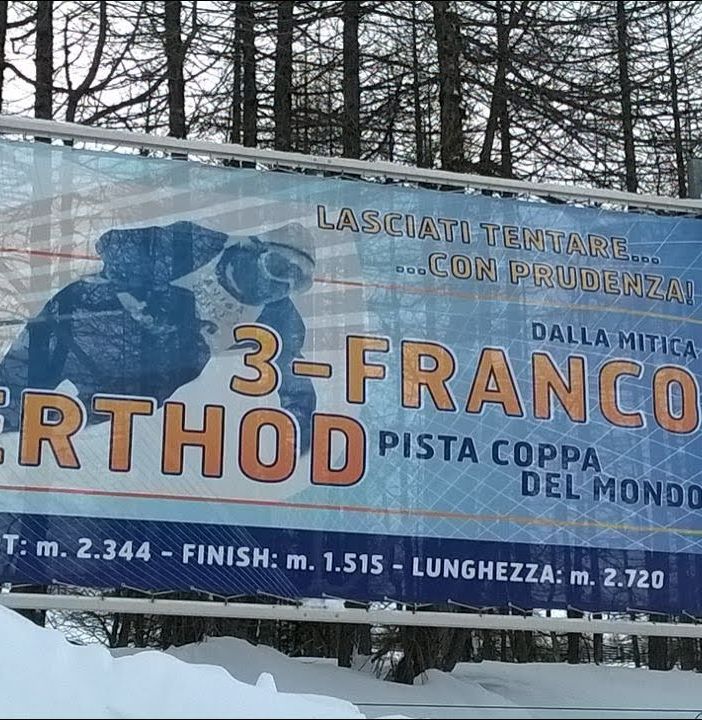 LASCIATI TENTARE...
...CON PRUDENZA!
DALLA MITICA
3-FRANCO
ERTHOD
PISTA COPPA
DEL MONDO
T: m. 2.344 - FINISH: m. 1.515 - LUNGHEZZA: m. 2.720